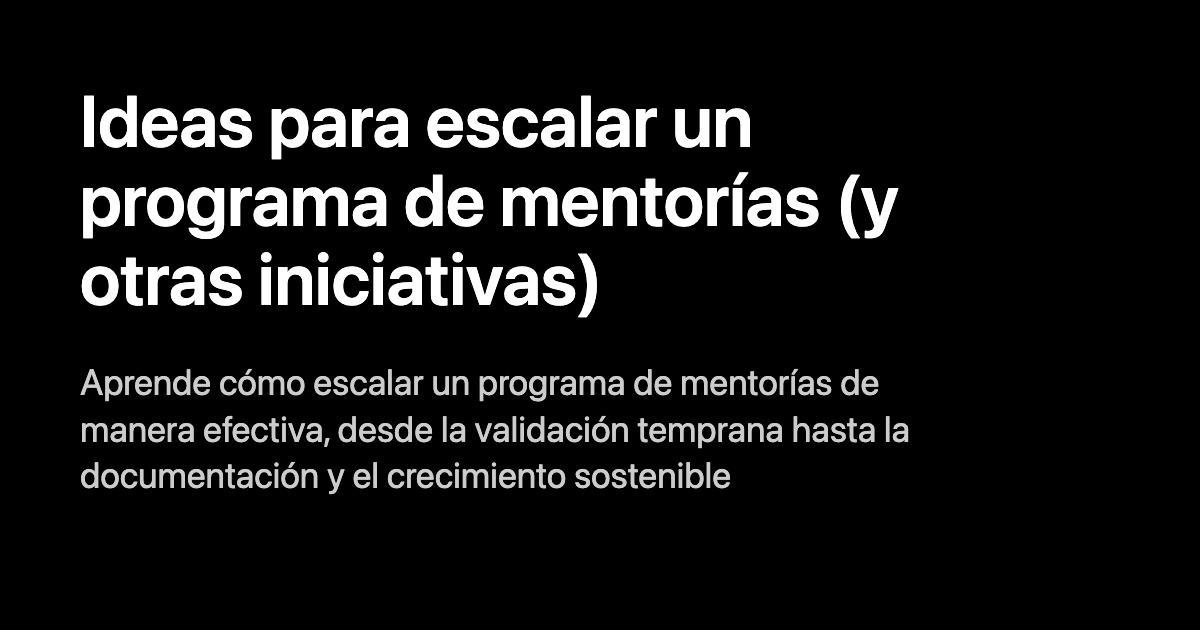 Ideas para escalar un
programa de mentorías (y
otras iniciativas)
Aprende cómo escalar un programa de mentorías de
manera efectiva, desde la validación temprana hasta la
documentación y el crecimiento sostenible